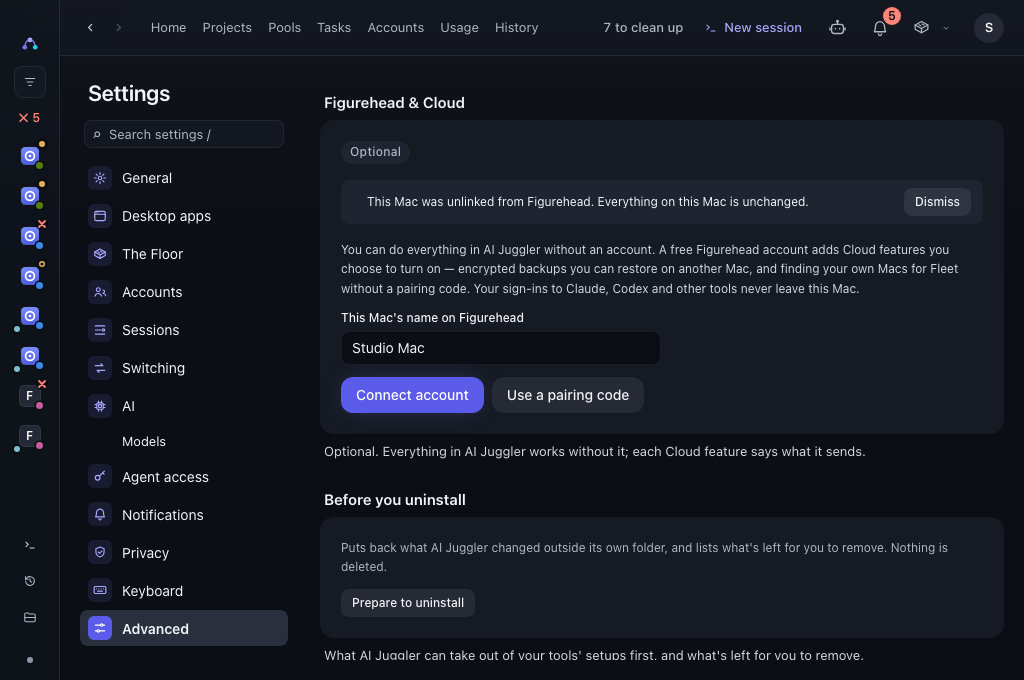 Home Projects Pools Tasks Accounts Usage History 7 to clean up New session 5 S
5
F
F
Settings
Search settings /
General
Desktop apps
The Floor
Accounts
Sessions
Switching
AI
Models
Agent access
Notifications
Privacy
Keyboard
Advanced
Figurehead & Cloud
Optional
This Mac was unlinked from Figurehead. Everything on this Mac is unchanged. Dismiss
You can do everything in AI Juggler without an account. A free Figurehead account adds Cloud features you
choose to turn on — encrypted backups you can restore on another Mac, and finding your own Macs for Fleet
without a pairing code. Your sign-ins to Claude, Codex and other tools never leave this Mac.
This Mac's name on Figurehead
Studio Mac
Connect account Use a pairing code
Optional. Everything in AI Juggler works without it; each Cloud feature says what it sends.
Before you uninstall
Puts back what AI Juggler changed outside its own folder, and lists what's left for you to remove. Nothing is
deleted.
Prepare to uninstall
What AI Juggler can take out of your tools' setups first, and what's left for you to remove.